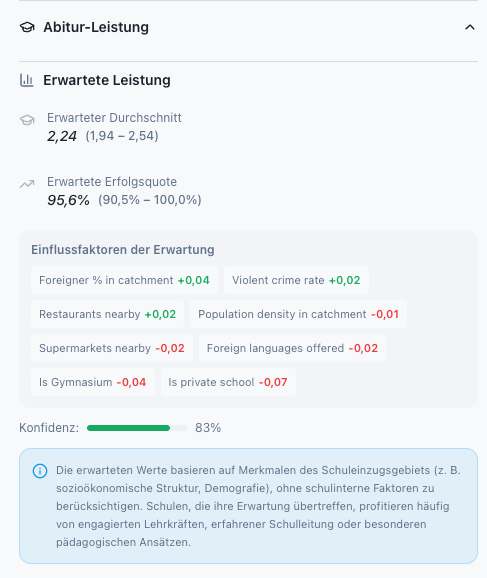 Abitur-Leistung
Erwartete Leistung
Erwarteter Durchschnitt
2,24 (1,94 – 2,54)
Erwartete Erfolgsquote
95,6% (90,5% – 100,0%)
Einflussfaktoren der Erwartung
Foreigner % in catchment +0,04 Violent crime rate +0,02
Restaurants nearby +0,02 Population density in catchment -0,01
Supermarkets nearby -0,02 Foreign languages offered -0,02
Is Gymnasium -0,04 Is private school -0,07
Konfidenz: 83%
Die erwarteten Werte basieren auf Merkmalen des Schuleinzugsgebiets (z. B.
sozioökonomische Struktur, Demografie), ohne schulinterne Faktoren zu
berücksichtigen. Schulen, die ihre Erwartung übertreffen, profitieren häufig
von engagierten Lehrkräften, erfahrener Schulleitung oder besonderen
pädagogischen Ansätzen.